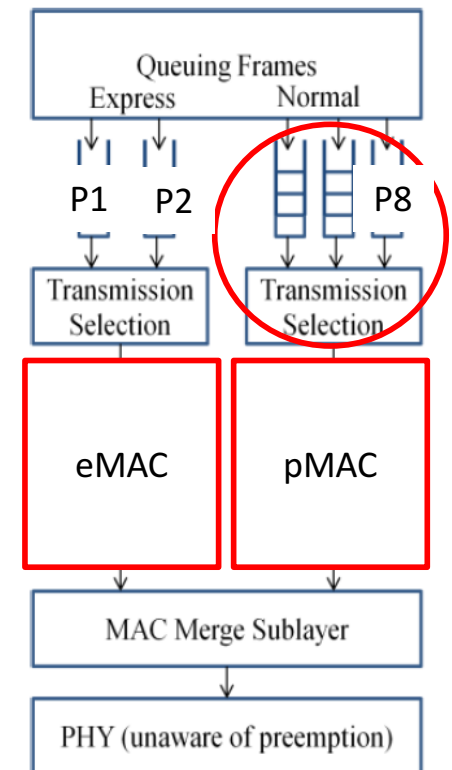 Queuing Frames
Express Normal
P1 P2 P8
Transmission Transmission
Selection Selection
eMAC pMAC
MAC Merge Sublayer
PHY (unaware of preemption)